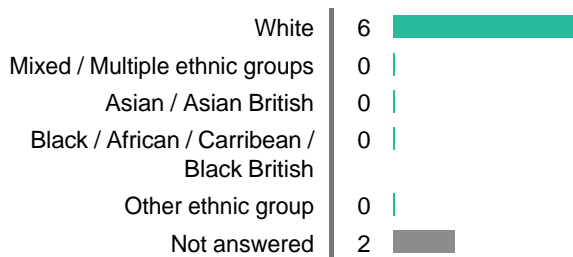 White 6
Mixed / Multiple ethnic groups 0
Asian / Asian British 0
Black / African / Carribean / 0
Black British
Other ethnic group 0
Not answered 2